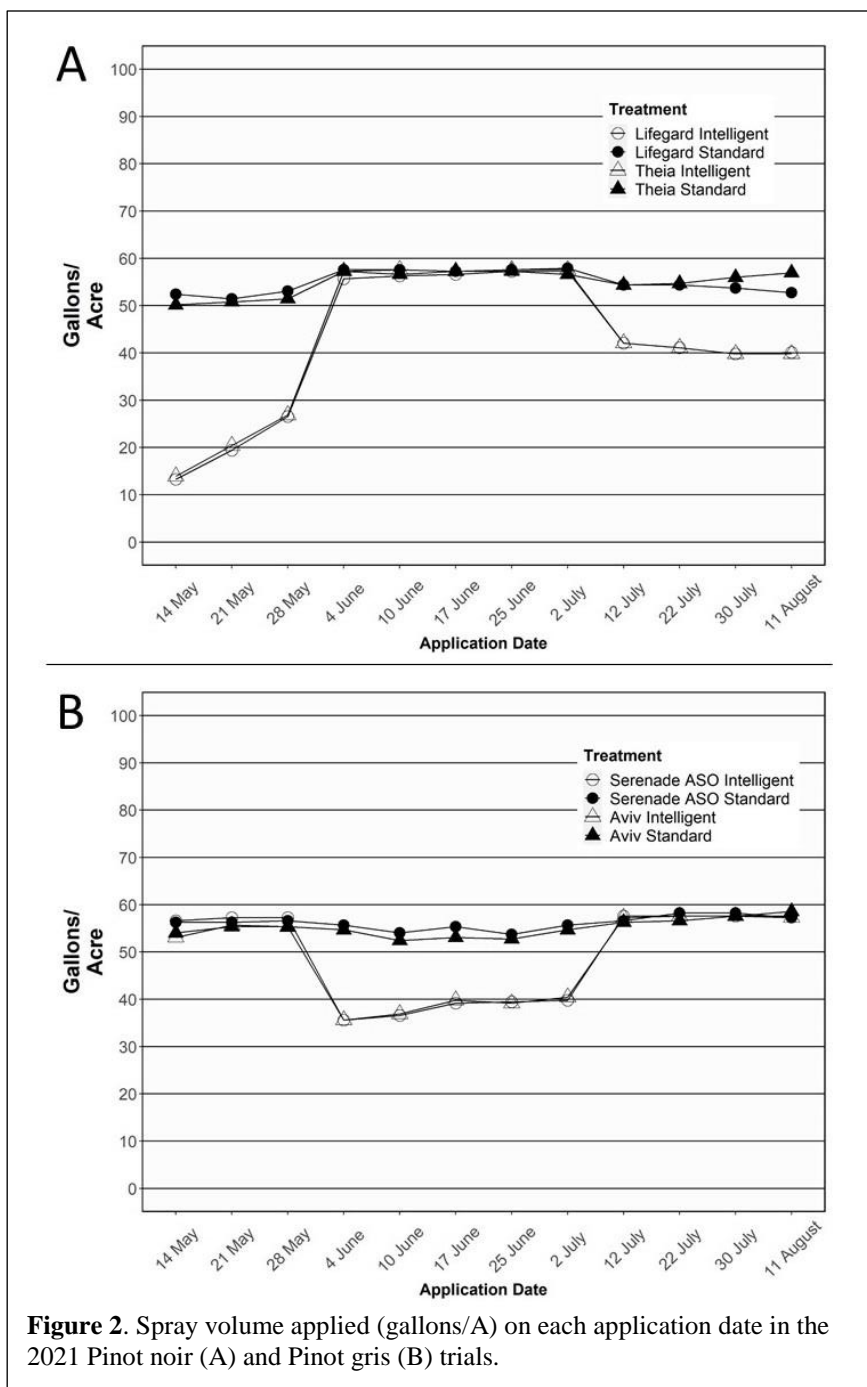 A
100
90
80
70
60
50
40
30
20
10
0
Gallons/
Acre
Treatment
Lifegard Intelligent
Lifegard Standard
Theia Intelligent
Theia Standard
14 May
21 May
28 May
4 June
10 June
17 June
25 June
2 July
12 July
22 July
30 July
11 August
Application Date
B
100
90
80
70
60
50
40
30
20
10
0
Gallons/
Acre
Treatment
Serenade ASO Intelligent
Serenade ASO Standard
Aviv Intelligent
Aviv Standard
14 May
21 May
28 May
4 June
10 June
17 June
25 June
2 July
12 July
22 July
30 July
11 August
Application Date
Figure 2. Spray volume applied (gallons/A) on each application date in the
2021 Pinot noir (A) and Pinot gris (B) trials.